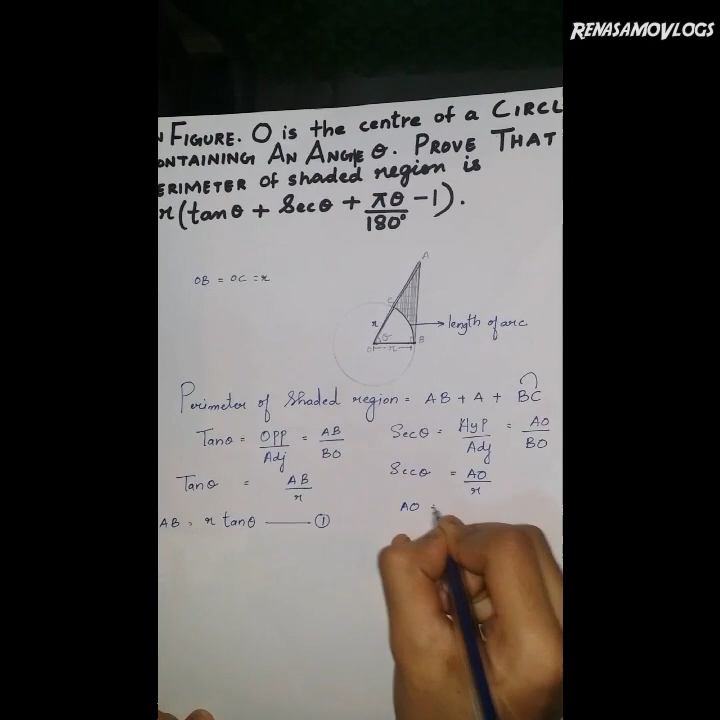 RENASAMOVLOGS
N FIGURE. O is the centre of a CIRCL
ONTAINING AN ANGLE θ. PROVE THAT
ERIMETER of shaded region is
r(tanθ + Secθ + πθ/180° - 1).
OB = OC = r
A
C
r
θ
O
r
B
length of arc
Perimeter of Shaded region = AB + A + BC
Tanθ = OPP/Adj = AB/BO
Secθ = HYP/Adj = AO/BO
Tanθ = AB/r
Secθ = AO/r
AB = r tanθ ——— ①
AO =